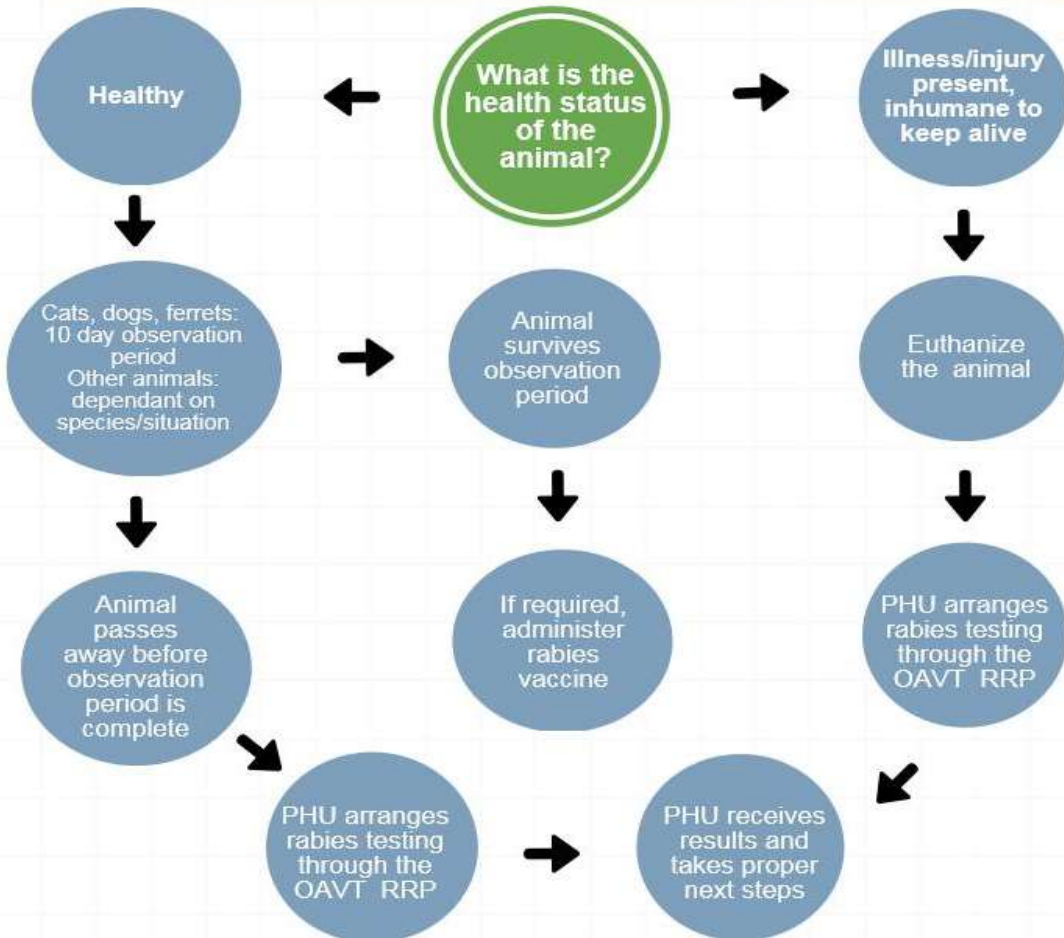 What is the
health status
of the
animal?
Healthy
Illness/injury
present,
inhumane to
keep alive
Cats, dogs, ferrets:
10 day observation
period
Other animals:
dependant on
species/situation
Animal
survives
observation
period
Euthanize
the animal
Animal
passes
away before
observation
period is
complete
If required,
administer
rabies
vaccine
PHU arranges
rabies testing
through the
OAVT RRP
PHU arranges
rabies testing
through the
OAVT RRP
PHU receives
results and
takes proper
next steps